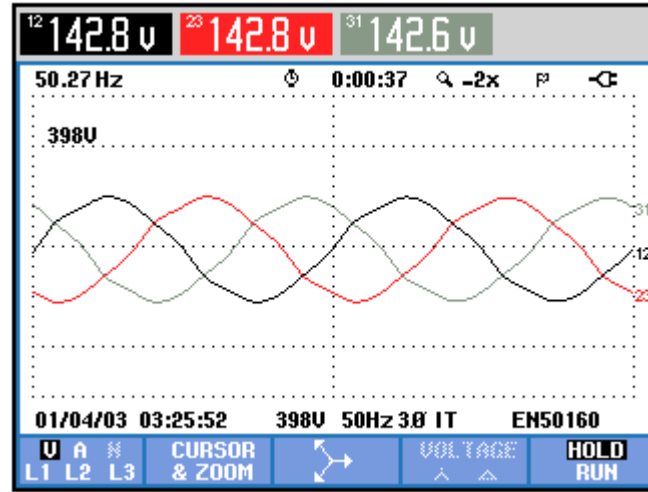 12 142.8 V 23 142.8 V 31 142.6 V
50.27 Hz 0:00:37 -2x
398V
31
12
23
01/04/03 03:25:52 398V 50Hz 3Ø IT EN50160
V A N CURSOR VOLTAGE HOLD
L1 L2 L3 & ZOOM RUN